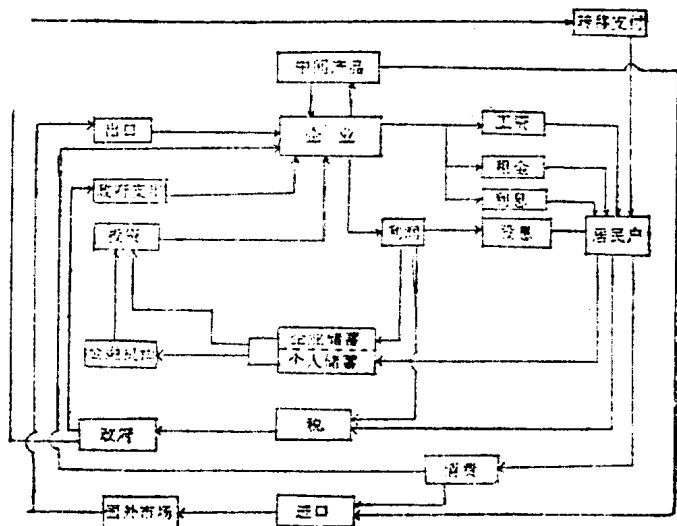 转移支付
中间产品
出口
企业
工资
租金
政府支出
利息
投资
利润
股息
居民户
企业储蓄
金融机构
个人储蓄
政府
税
消费
国外市场
进口